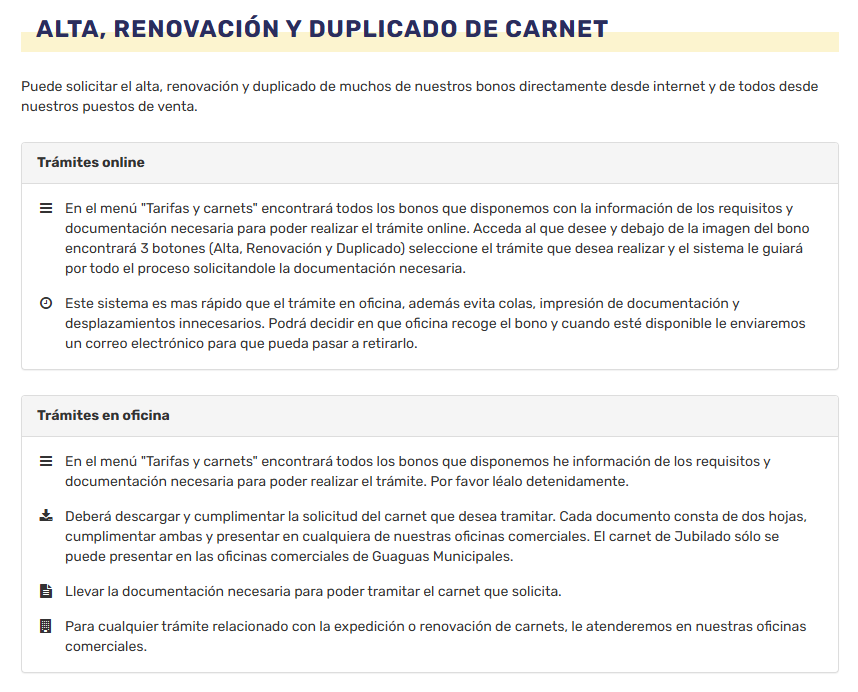 ALTA, RENOVACIÓN Y DUPLICADO DE CARNET
Puede solicitar el alta, renovación y duplicado de muchos de nuestros bonos directamente desde internet y de todos desde
nuestros puestos de venta.
Trámites online
En el menú "Tarifas y carnets" encontrará todos los bonos que disponemos con la información de los requisitos y
documentación necesaria para poder realizar el trámite online. Acceda al que desee y debajo de la imagen del bono
encontrará 3 botones (Alta, Renovación y Duplicado) seleccione el trámite que desea realizar y el sistema le guiará
por todo el proceso solicitandole la documentación necesaria.
Este sistema es mas rápido que el trámite en oficina, además evita colas, impresión de documentación y
desplazamientos innecesarios. Podrá decidir en que oficina recoge el bono y cuando esté disponible le enviaremos
un correo electrónico para que pueda pasar a retirarlo.
Trámites en oficina
En el menú "Tarifas y carnets" encontrará todos los bonos que disponemos he información de los requisitos y
documentación necesaria para poder realizar el trámite. Por favor léalo detenidamente.
Deberá descargar y cumplimentar la solicitud del carnet que desea tramitar. Cada documento consta de dos hojas,
cumplimentar ambas y presentar en cualquiera de nuestras oficinas comerciales. El carnet de Jubilado sólo se
puede presentar en las oficinas comerciales de Guaguas Municipales.
Llevar la documentación necesaria para poder tramitar el carnet que solicita.
Para cualquier trámite relacionado con la expedición o renovación de carnets, le atenderemos en nuestras oficinas
comerciales.